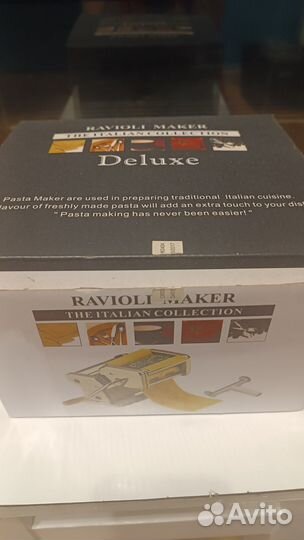 RAVIOLI MAKER
THE ITALIAN COLLECTION
Deluxe
Pasta Maker are used in preparing traditional Italian cuisine.
lavour of freshly made pasta will add an extra touch to your dish
" Pasta making has never been easier! "
RAVIOLI MAKER
THE ITALIAN COLLECTION
Avito